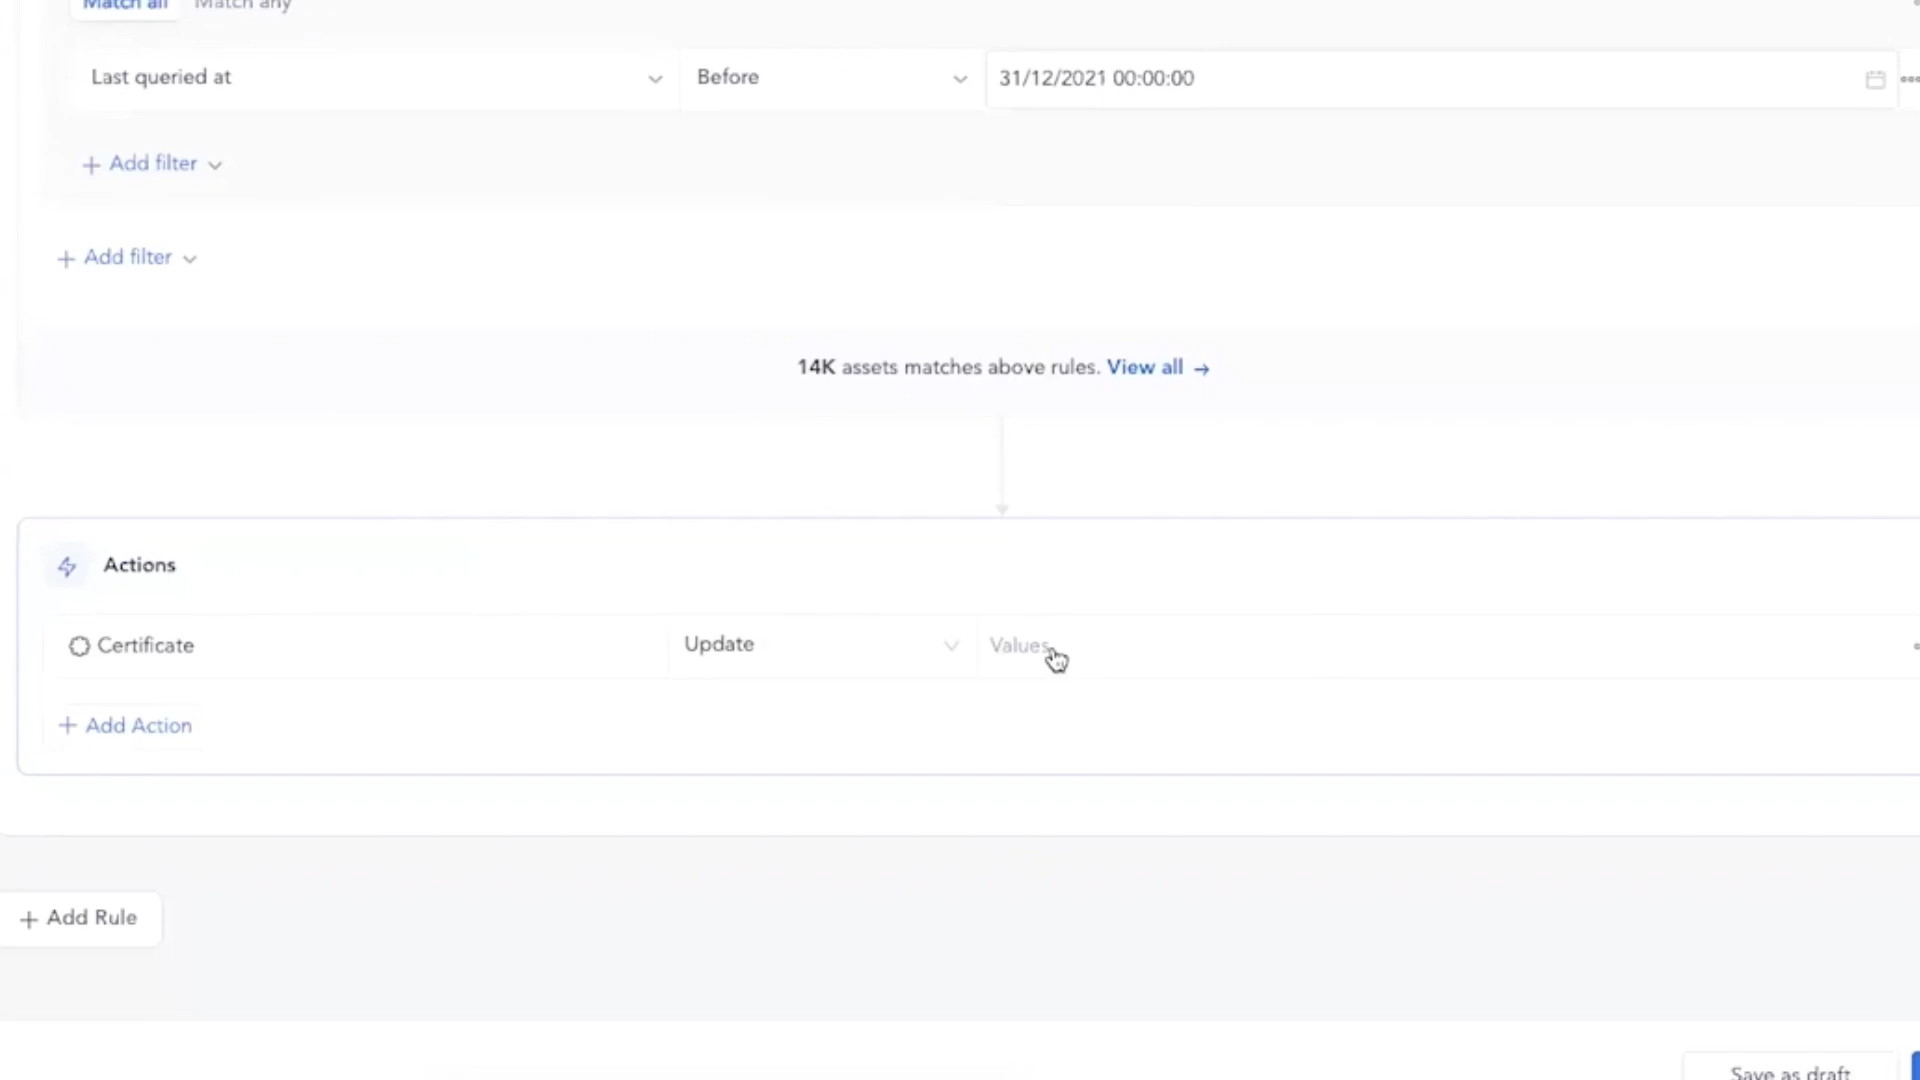 Match all Match any
Last queried at Before 31/12/2021 00:00:00
+ Add filter
+ Add filter
14K assets matches above rules. View all →
Actions
Certificate Update Values
+ Add Action
+ Add Rule
Save as draft